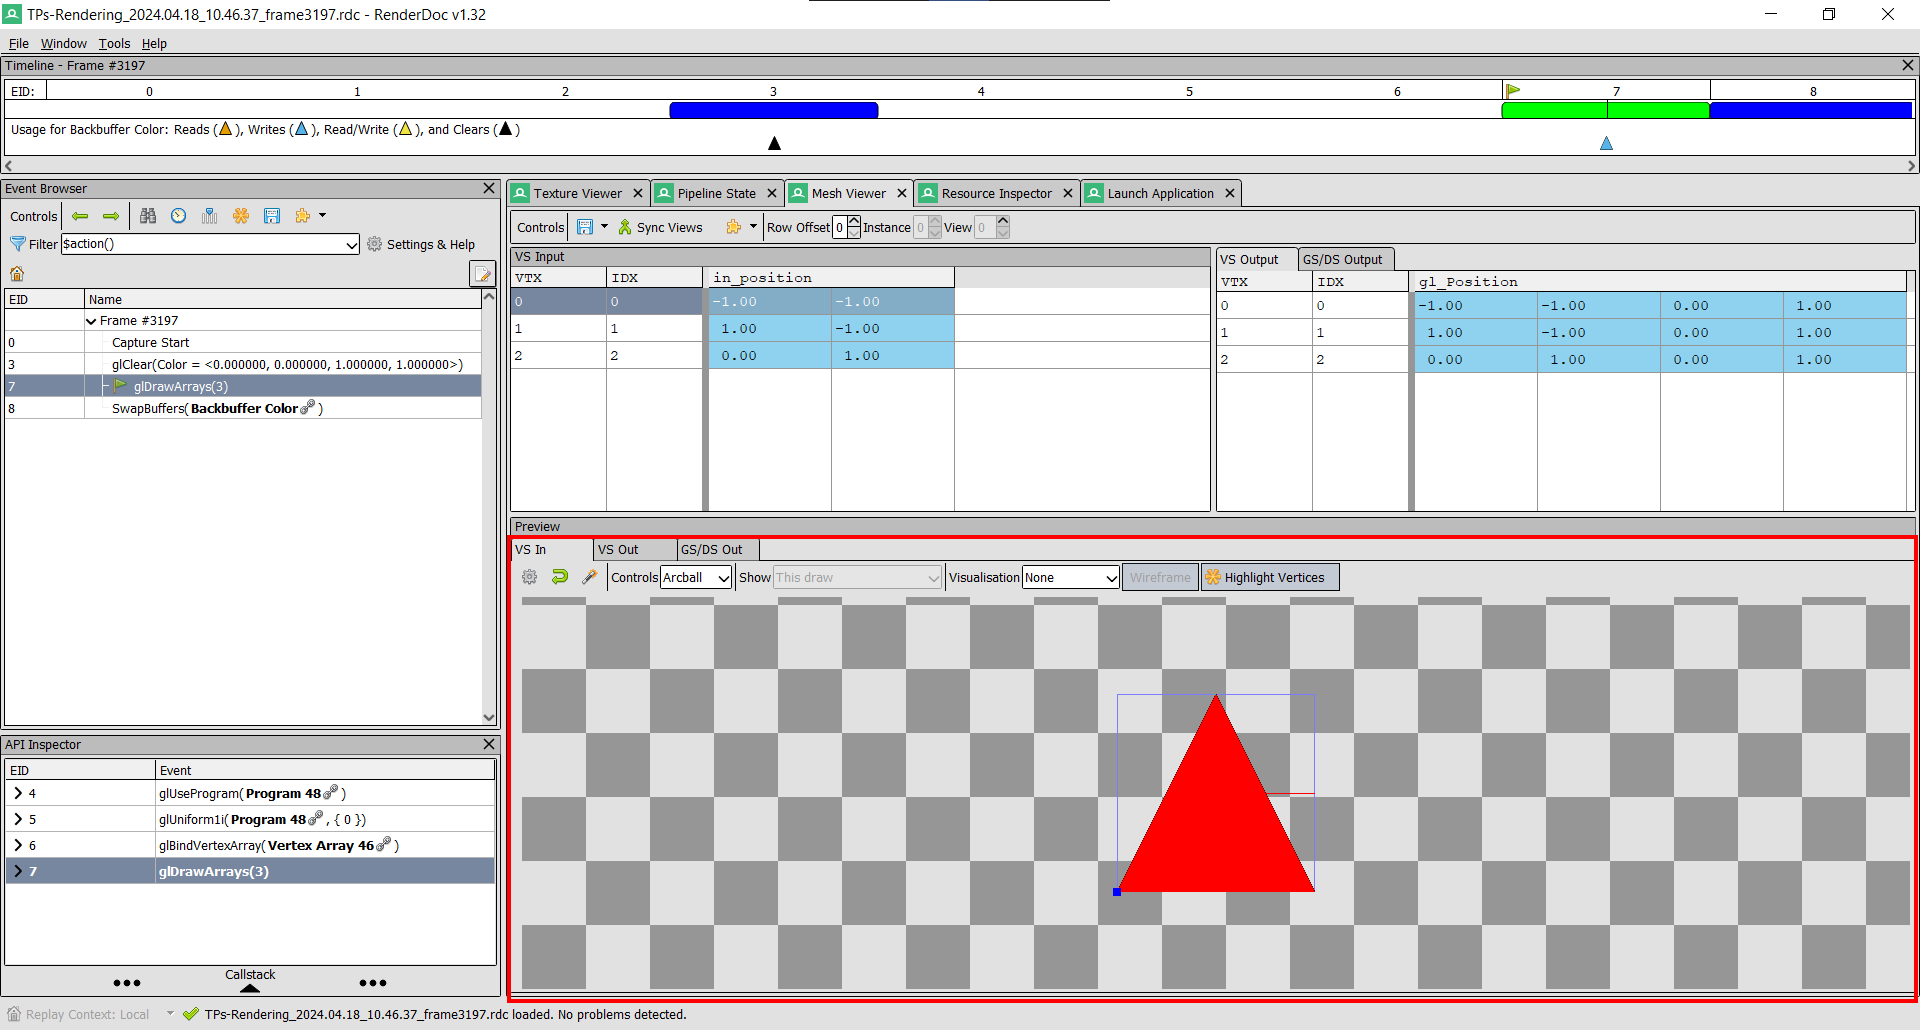 TPs-Rendering_2024.04.18_10.46.37_frame3197.rdc - RenderDoc v1.32
File Window Tools Help
Timeline - Frame #3197
EID: 0 1 2 3 4 5 6 7 8
Usage for Backbuffer Color: Reads ( ), Writes ( ), Read/Write ( ), and Clears ( )
Event Browser
Controls
Filter $action() Settings & Help
EID Name
Frame #3197
0 Capture Start
3 glClear(Color = <0.000000, 0.000000, 1.000000, 1.000000>)
7 glDrawArrays(3)
8 SwapBuffers( Backbuffer Color )
API Inspector
EID Event
4 glUseProgram( Program 48 )
5 glUniform1i( Program 48 , { 0 })
6 glBindVertexArray( Vertex Array 46 )
7 glDrawArrays(3)
Callstack
Texture Viewer Pipeline State Mesh Viewer Resource Inspector Launch Application
Controls Sync Views Row Offset 0 Instance 0 View 0
VS Input
VTX IDX in_position
0 0 -1.00 -1.00
1 1 1.00 -1.00
2 2 0.00 1.00
VS Output GS/DS Output
VTX IDX gl_Position
0 0 -1.00 -1.00 0.00 1.00
1 1 1.00 -1.00 0.00 1.00
2 2 0.00 1.00 0.00 1.00
Preview
VS In VS Out GS/DS Out
Controls Arcball Show This draw Visualisation None Wireframe Highlight Vertices
Replay Context: Local TPs-Rendering_2024.04.18_10.46.37_frame3197.rdc loaded. No problems detected.